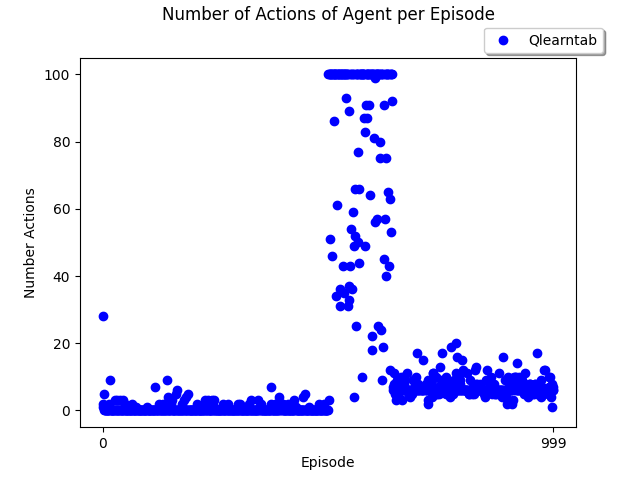 Number of Actions of Agent per Episode
Qlearntab
100
80
60
40
20
0
Number Actions
0 999
Episode